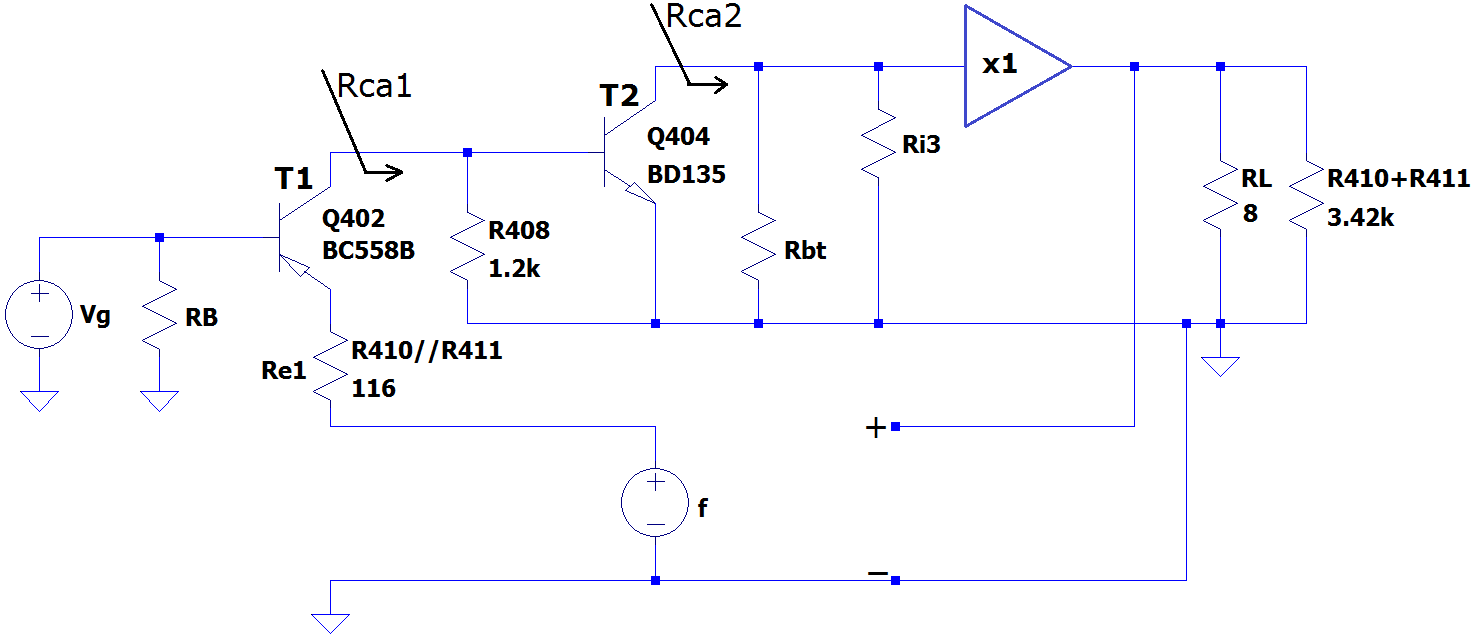 Rca2
Rca1
x1
T2
Q404
BD135
Ri3
T1
Q402
BC558B
R408
1.2k
RL
8
R410+R411
3.42k
Rbt
+
−
Vg
RB
R410//R411
Re1
116
+
+
−
f
−